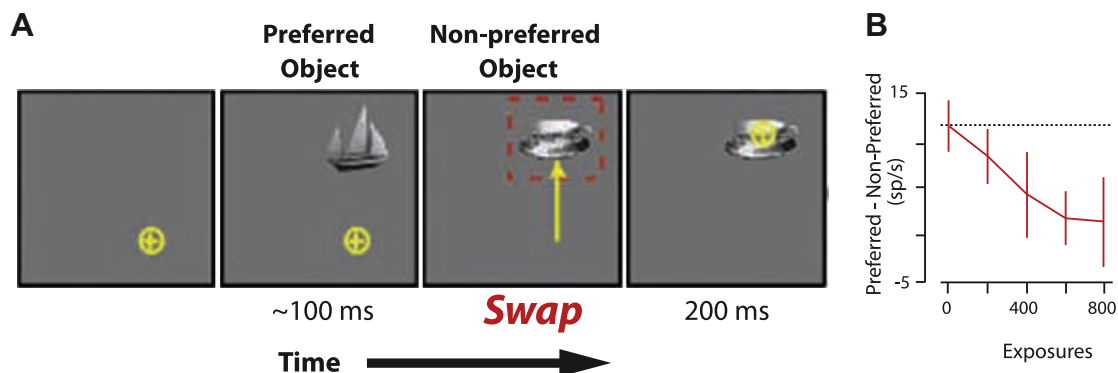 A
Preferred
Object
Non-preferred
Object
~100 ms
Swap
200 ms
Time
B
Preferred - Non-Preferred
(sp/s)
15
-5
0
400
800
Exposures